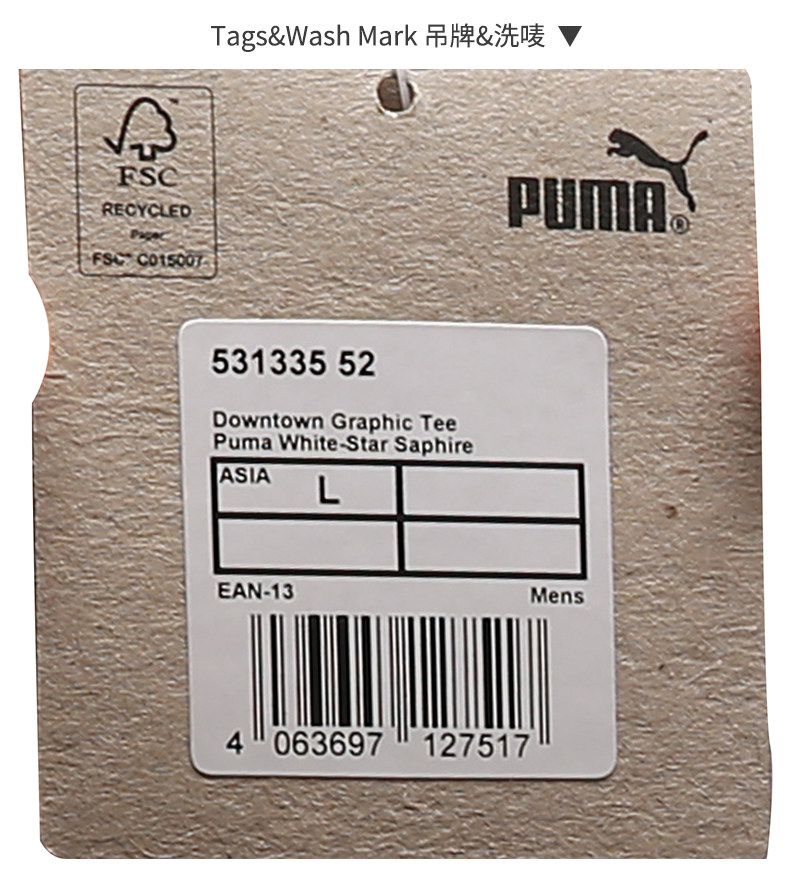 Tags&Wash Mark 吊牌&洗唛 ▼
FSC
RECYCLED
Paper
FSC™ C015007
PUMA®
531335 52
Downtown Graphic Tee
Puma White-Star Saphire
ASIA L
EAN-13 Mens
4 063697 127517